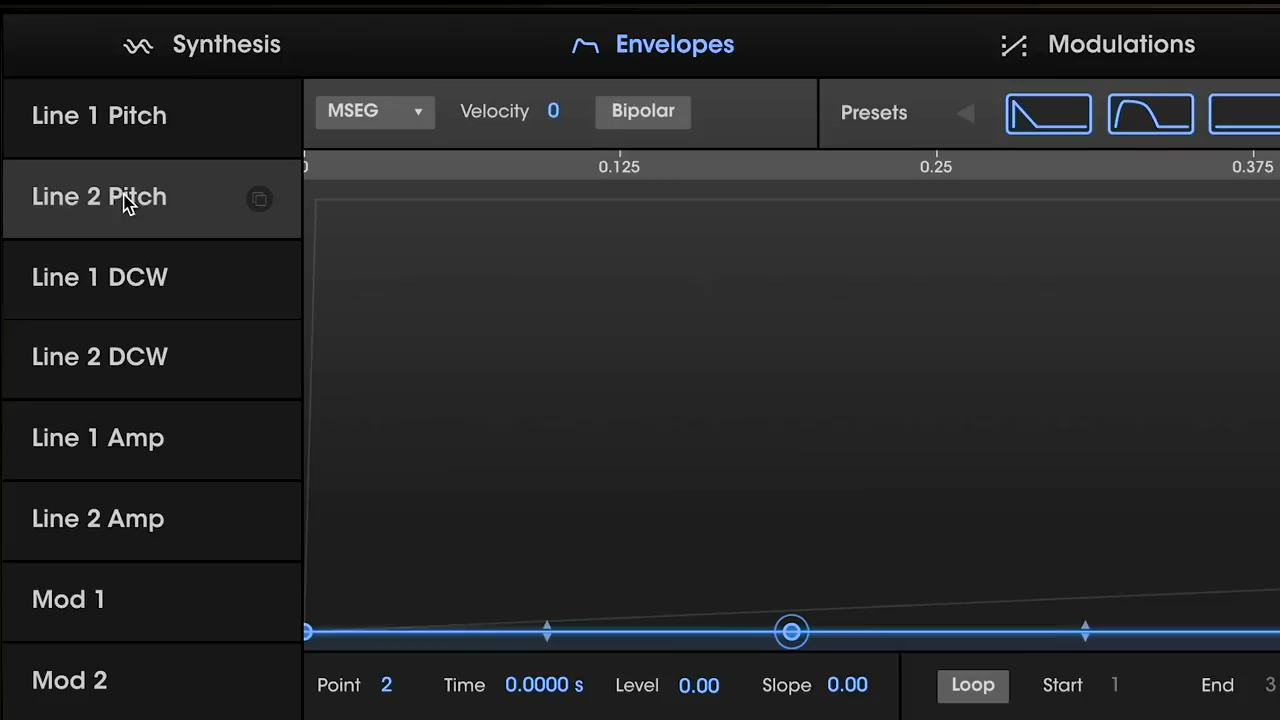 Synthesis
Envelopes
Modulations
Line 1 Pitch
Line 2 Pitch
Line 1 DCW
Line 2 DCW
Line 1 Amp
Line 2 Amp
Mod 1
Mod 2
MSEG
Velocity 0
Bipolar
Presets
0 0.125 0.25 0.375
Point 2 Time 0.0000 s Level 0.00 Slope 0.00
Loop Start 1 End 3